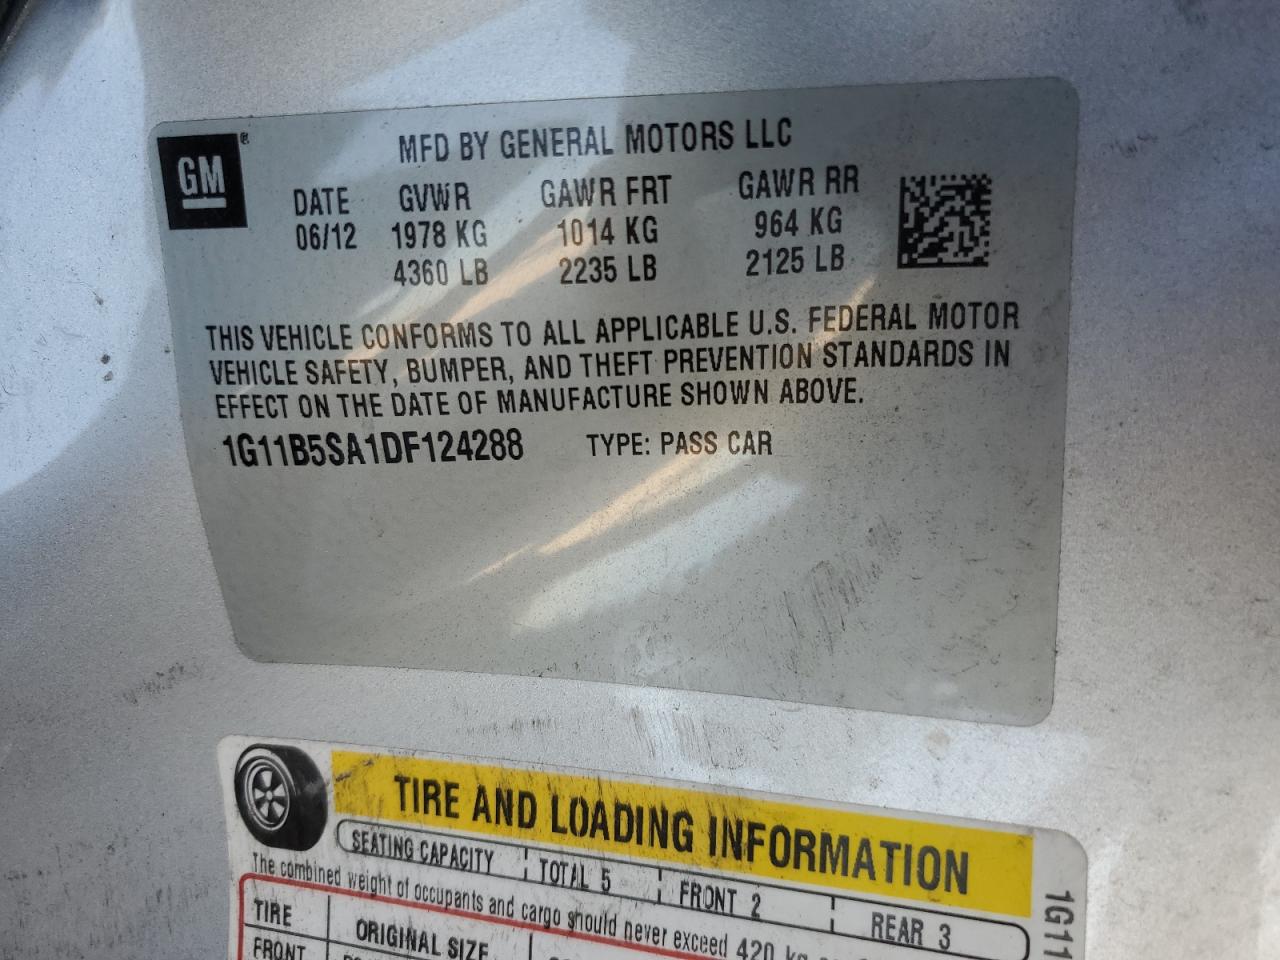 GM ®
MFD BY GENERAL MOTORS LLC
DATE GVWR GAWR FRT GAWR RR
06/12 1978 KG 1014 KG 964 KG
4360 LB 2235 LB 2125 LB
THIS VEHICLE CONFORMS TO ALL APPLICABLE U.S. FEDERAL MOTOR
VEHICLE SAFETY, BUMPER, AND THEFT PREVENTION STANDARDS IN
EFFECT ON THE DATE OF MANUFACTURE SHOWN ABOVE.
1G11B5SA1DF124288 TYPE: PASS CAR
TIRE AND LOADING INFORMATION
SEATING CAPACITY TOTAL 5 FRONT 2 REAR 3
The combined weight of occupants and cargo should never exceed 420 kg
TIRE ORIGINAL SIZE
FRONT
1G11